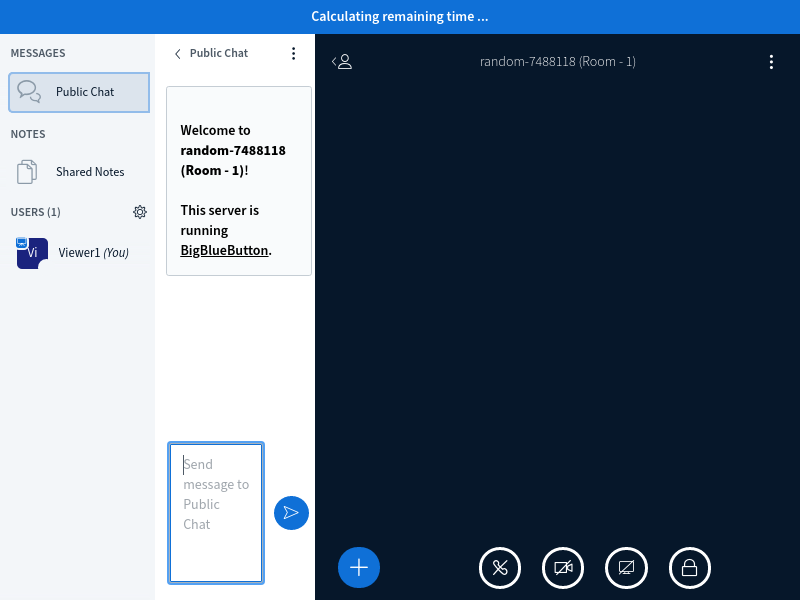 Calculating remaining time ...
MESSAGES
Public Chat
NOTES
Shared Notes
USERS (1)
Vi
Viewer1 (You)
Public Chat
Welcome to
random-7488118
(Room - 1)!
This server is
running
BigBlueButton.
Send
message to
Public
Chat
random-7488118 (Room - 1)